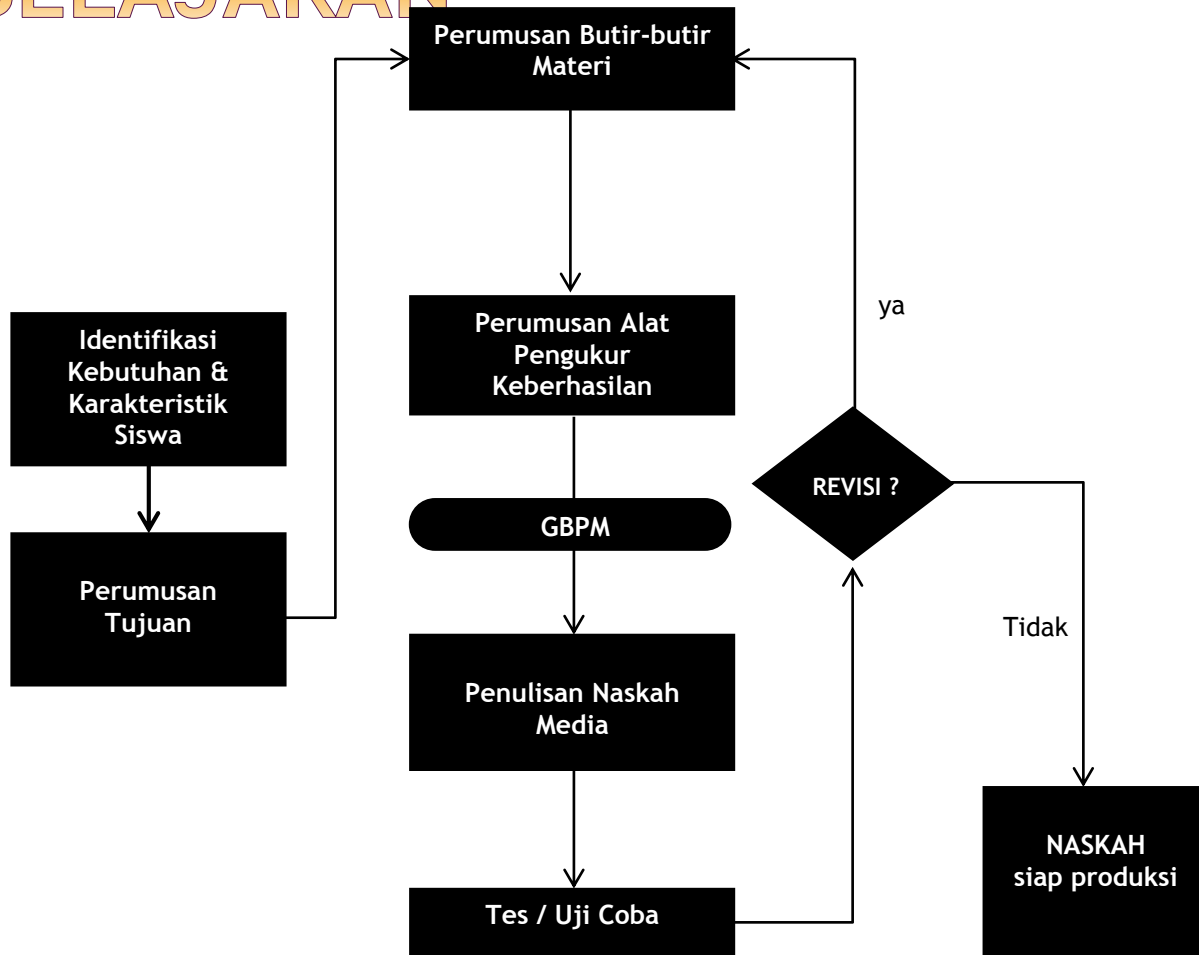 Perumusan Butir-butir
Materi
Identifikasi
Kebutuhan &
Karakteristik
Siswa
Perumusan
Tujuan
Perumusan Alat
Pengukur
Keberhasilan
GBPM
Penulisan Naskah
Media
Tes / Uji Coba
REVISI ?
ya
Tidak
NASKAH
siap produksi